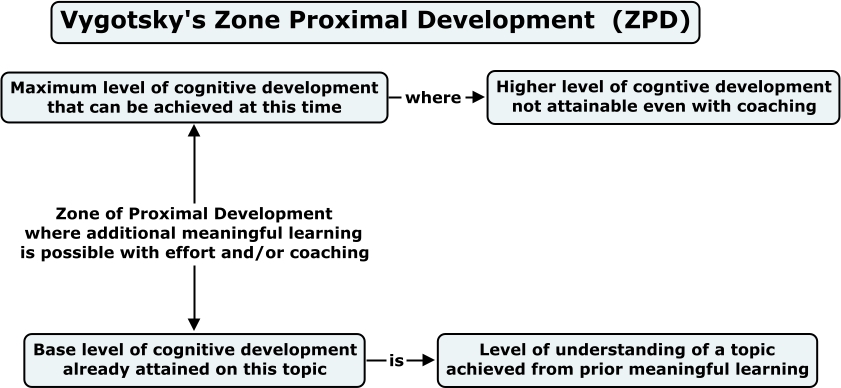 Vygotsky's Zone Proximal Development (ZPD)
Maximum level of cognitive development
that can be achieved at this time
where
Higher level of cogntive development
not attainable even with coaching
Zone of Proximal Development
where additional meaningful learning
is possible with effort and/or coaching
Base level of cognitive development
already attained on this topic
is
Level of understanding of a topic
achieved from prior meaningful learning